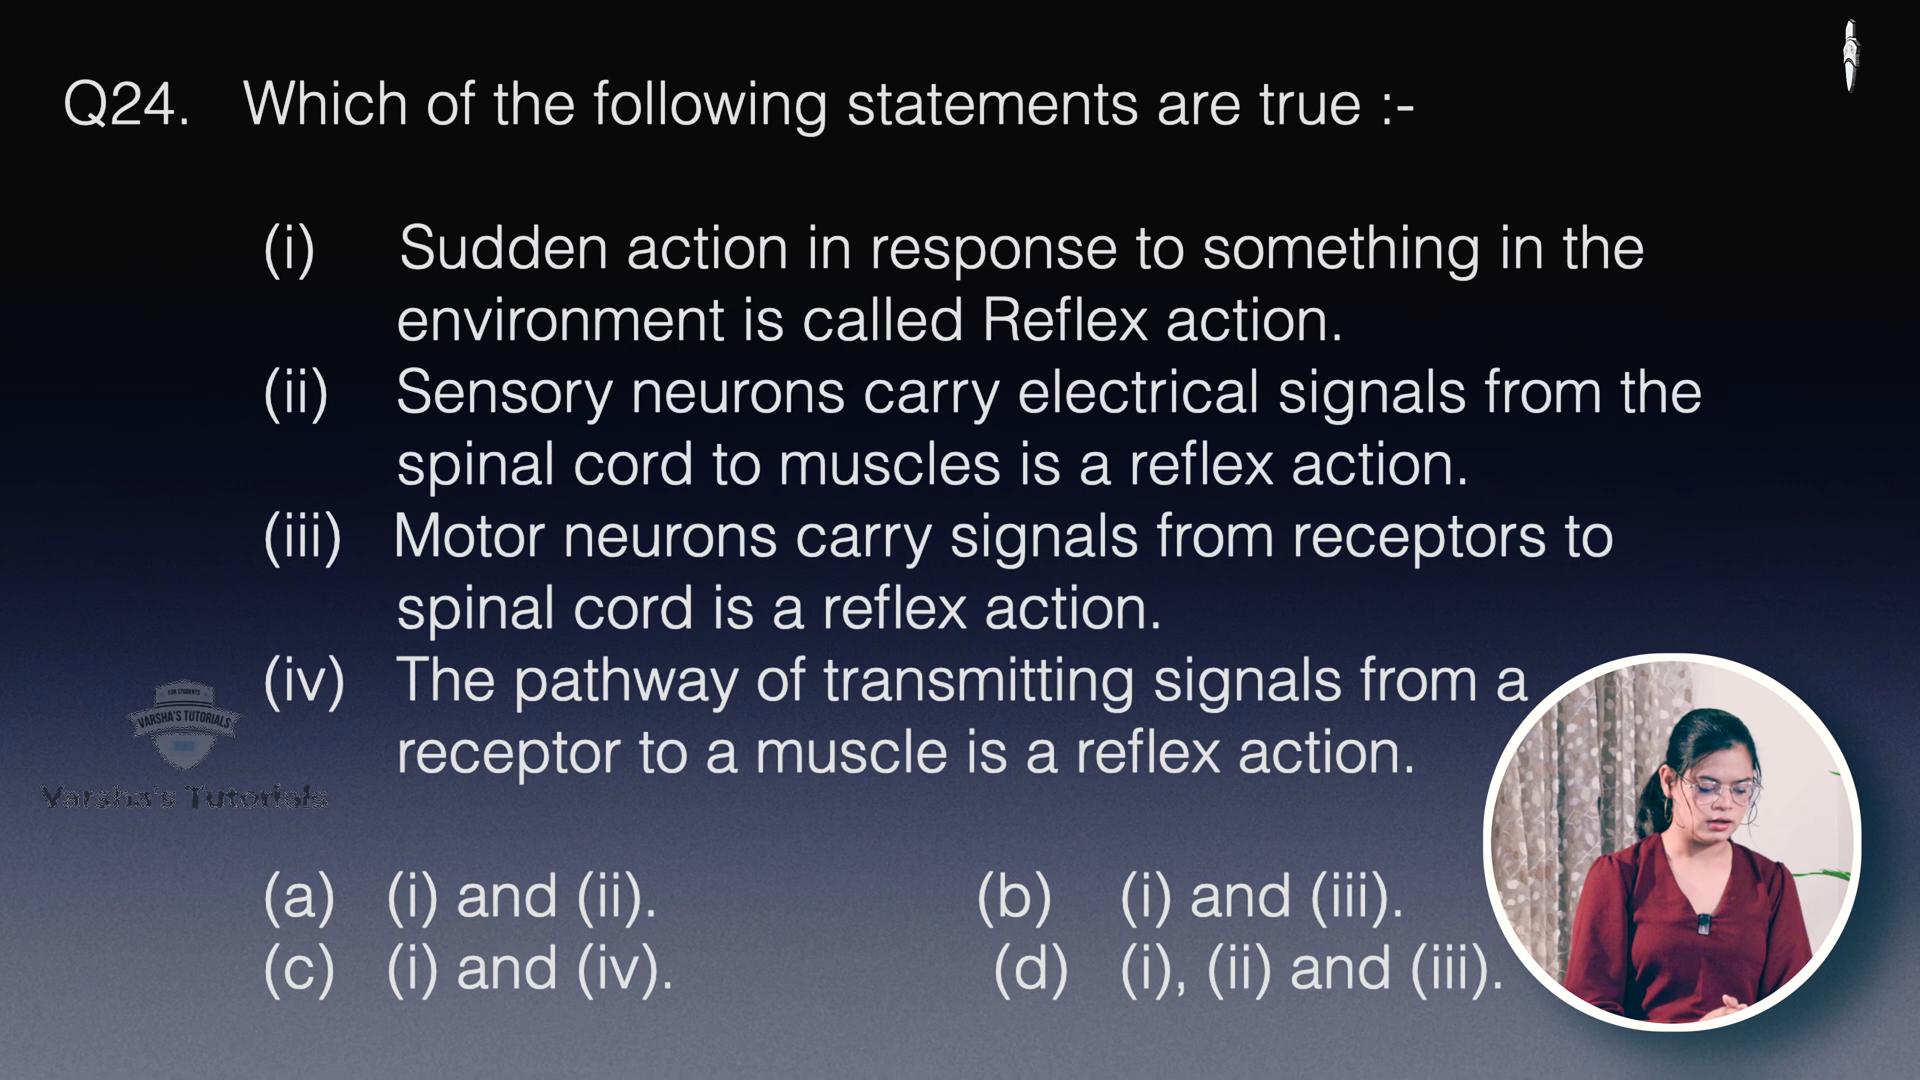 Q24. Which of the following statements are true :-
(i) Sudden action in response to something in the
environment is called Reflex action.
(ii) Sensory neurons carry electrical signals from the
spinal cord to muscles is a reflex action.
(iii) Motor neurons carry signals from receptors to
spinal cord is a reflex action.
(iv) The pathway of transmitting signals from a
receptor to a muscle is a reflex action.
FOR STUDENTS
VARSHA'S TUTORIALS
Varsha's Tutorials
(a) (i) and (ii). (b) (i) and (iii).
(c) (i) and (iv). (d) (i), (ii) and (iii).